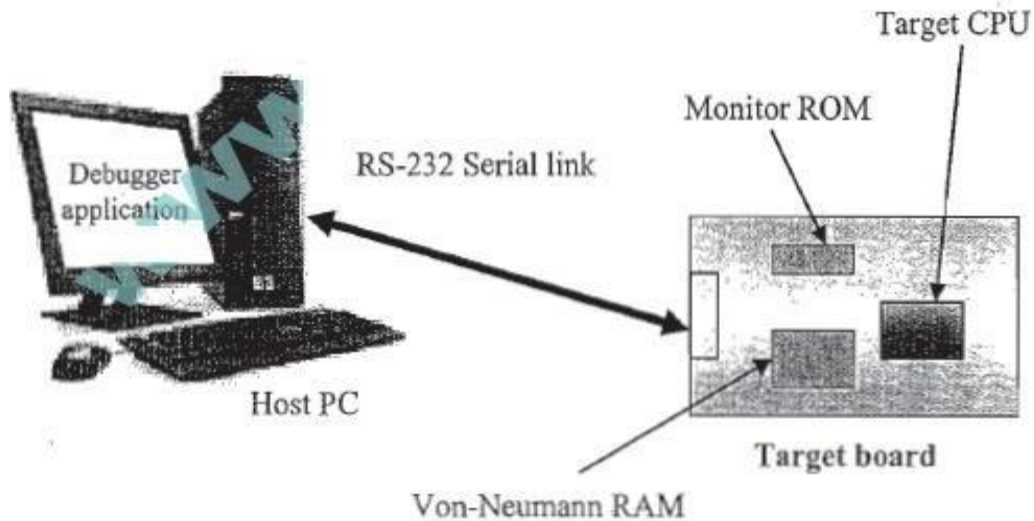 Target CPU
Monitor ROM
RS-232 Serial link
Debugger
application
Host PC
Target board
Von-Neumann RAM